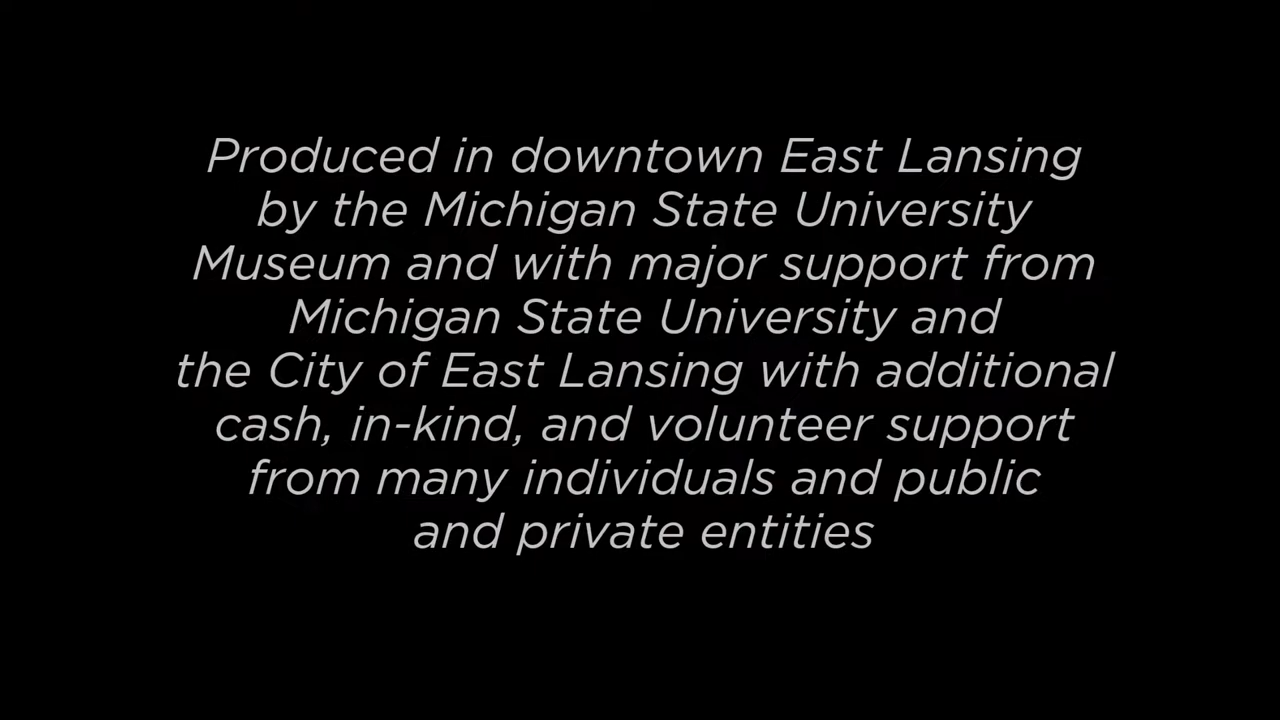 Produced in downtown East Lansing
by the Michigan State University
Museum and with major support from
Michigan State University and
the City of East Lansing with additional
cash, in-kind, and volunteer support
from many individuals and public
and private entities